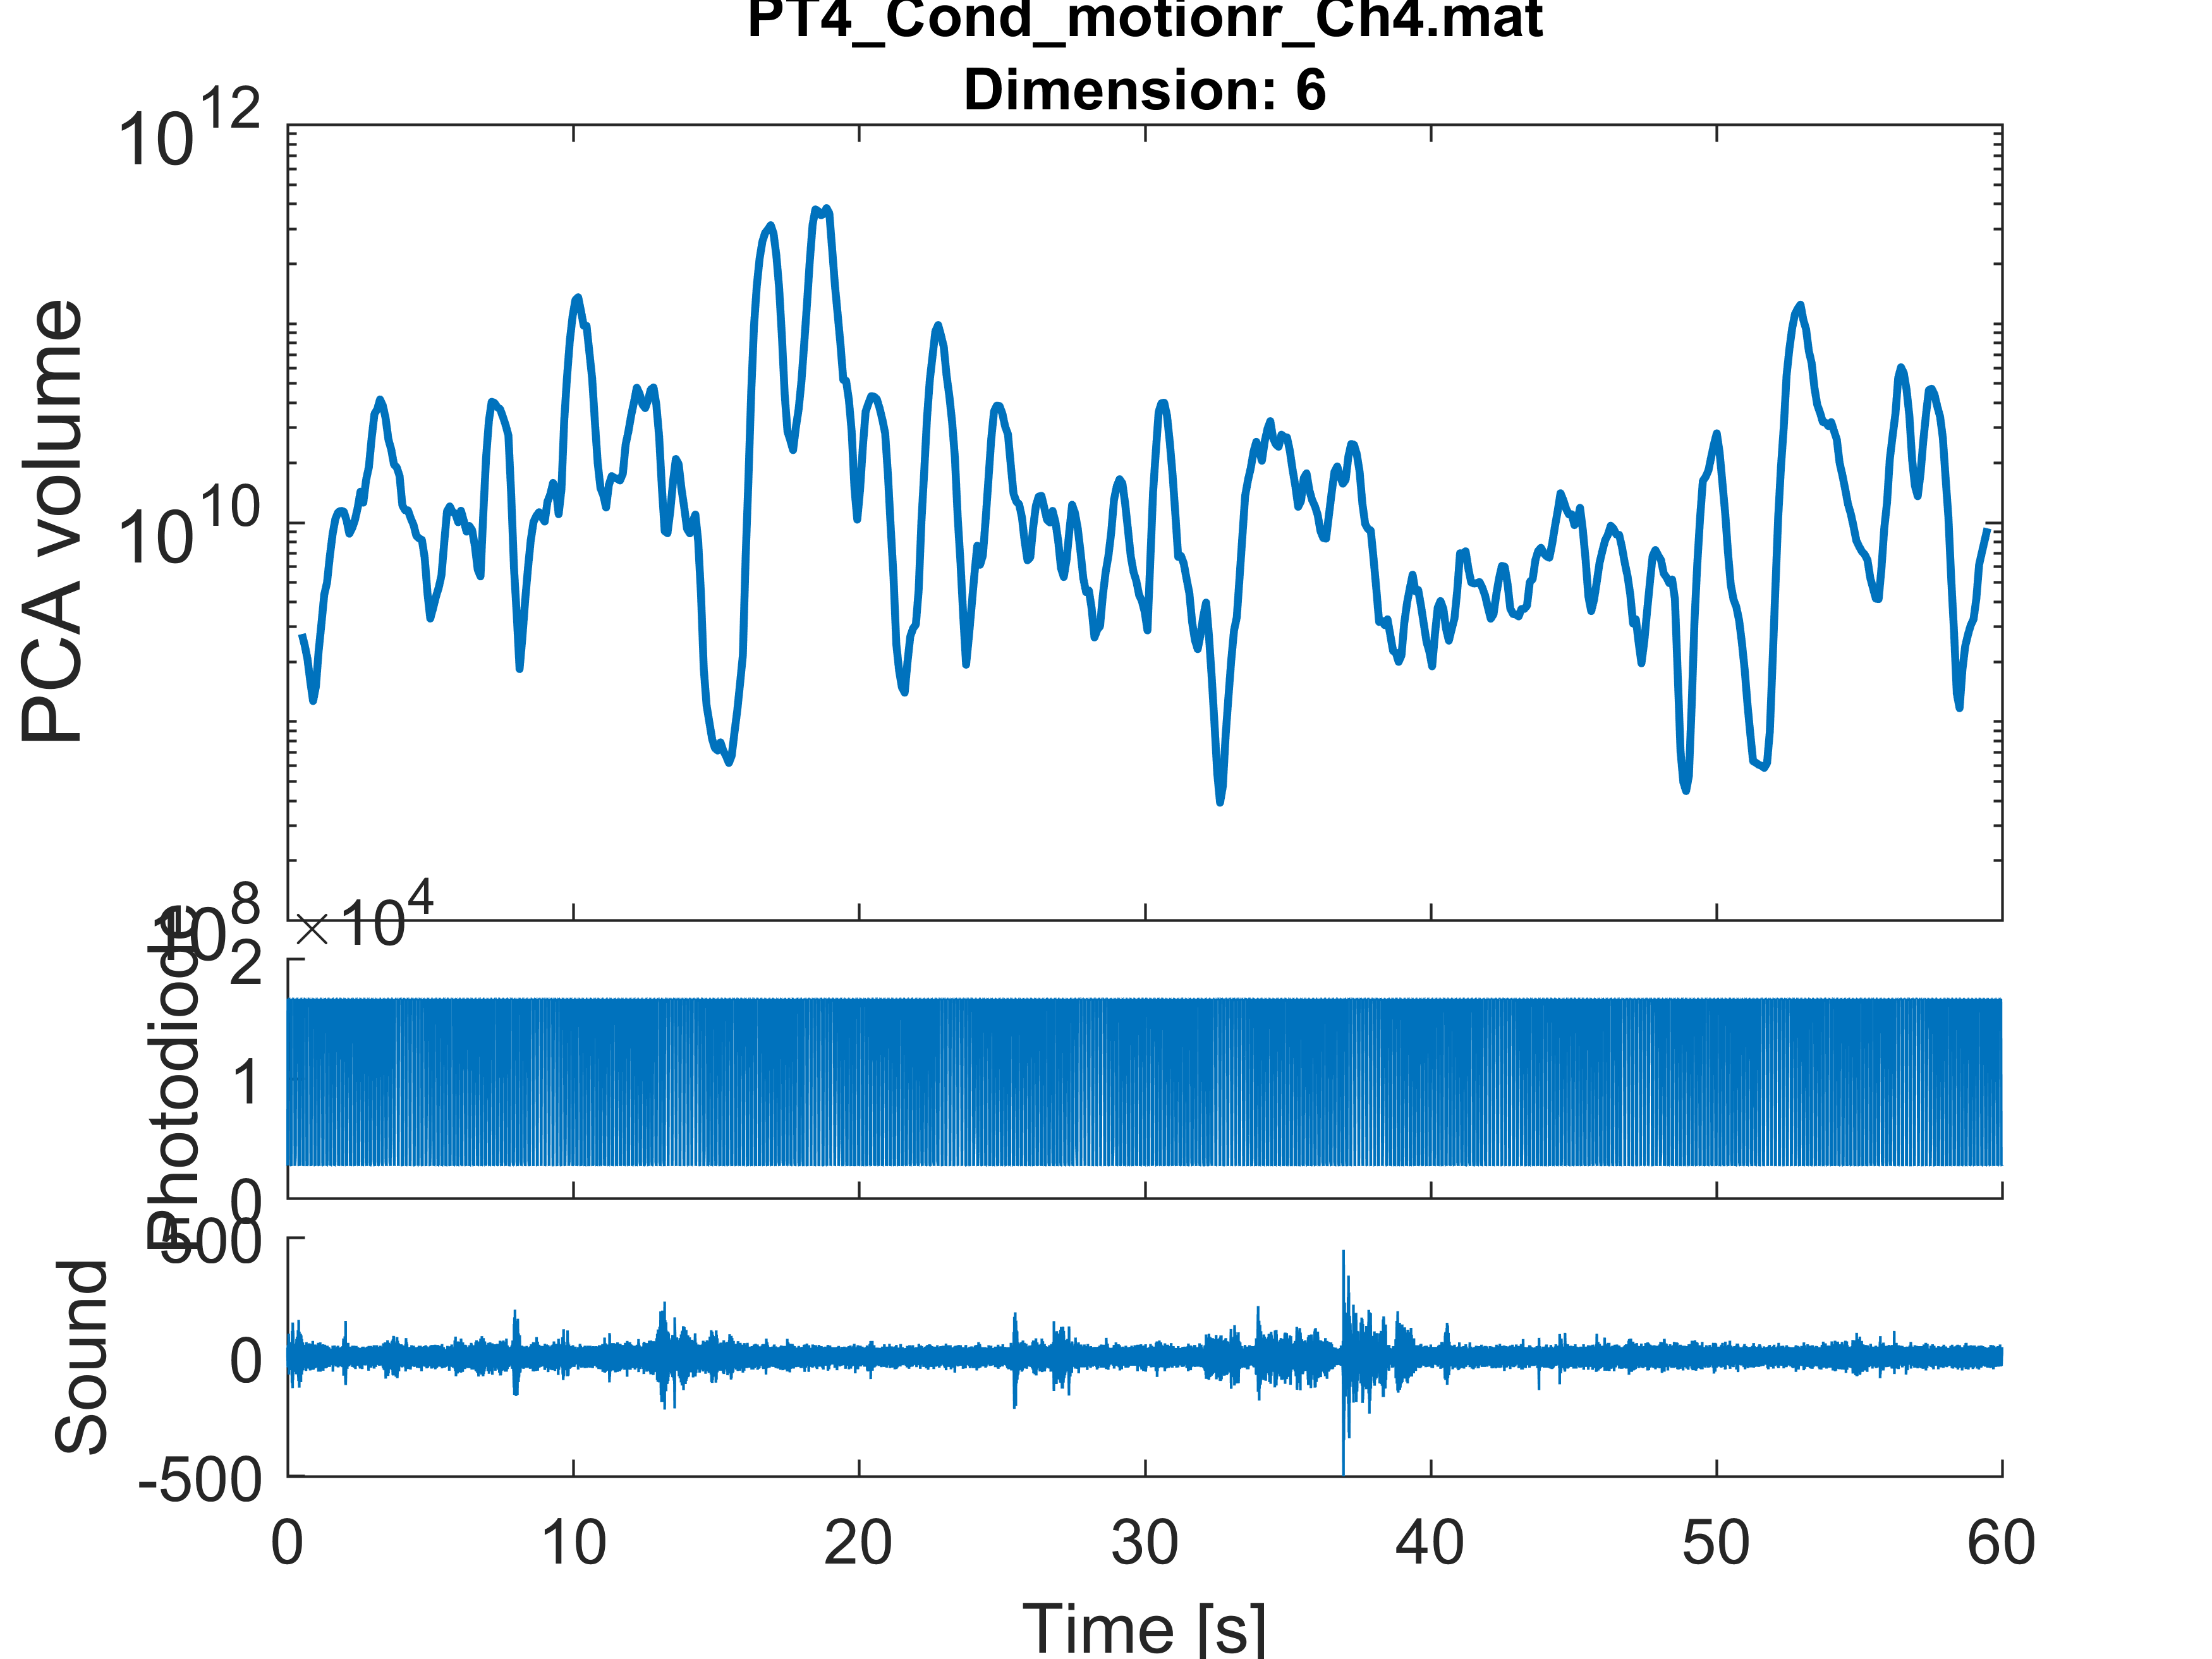 PT4_Cond_motionr_Ch4.mat
Dimension: 6
10^12
10^10
10^8
PCA volume
×10^4
2
1
0
Photodiode
500
0
-500
Sound
0 10 20 30 40 50 60
Time [s]